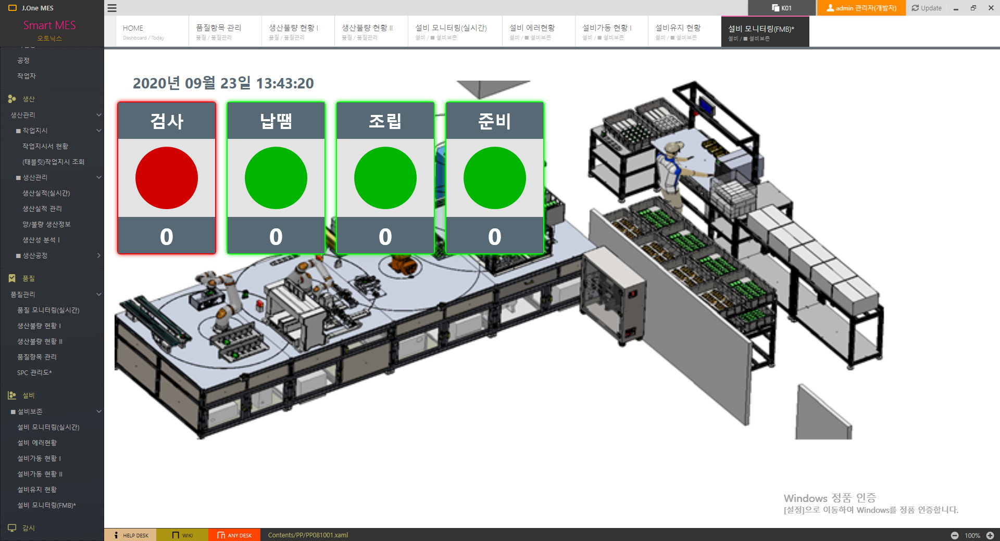 J.One MES
K01
admin 관리자(개발자)
Update
Smart MES
오토닉스
HOME
Dashboard / Today
품질항목 관리
품질 / 품질관리
생산불량 현황 I
품질 / 품질관리
생산불량 현황 II
품질 / 품질관리
설비 모니터링(실시간)
설비 / ■ 설비보존
설비 에러현황
설비 / ■ 설비보존
설비가동 현황 I
설비 / ■ 설비보존
설비유지 현황
설비 / ■ 설비보존
설비 모니터링(FMB)*
설비 / ■ 설비보존
공정
작업자
생산
생산관리
■ 작업지시
작업지시서 현황
(태블릿)작업지시 조회
■ 생산관리
생산실적(실시간)
생산실적 관리
양/불량 생산정보
생산성 분석 I
■ 생산공정
품질
품질관리
품질 모니터링(실시간)
생산불량 현황 I
생산불량 현황 II
품질항목 관리
SPC 관리도*
설비
■ 설비보존
설비 모니터링(실시간)
설비 에러현황
설비가동 현황 I
설비가동 현황 II
설비유지 현황
설비 모니터링(FMB)*
감시
2020년 09월 23일 13:43:20
검사
납땜
조립
준비
0
0
0
0
Windows 정품 인증
[설정]으로 이동하여 Windows를 정품 인증합니다.
HELP DESK
WIKI
ANY DESK
Contents/PP/PP081001.xaml
100%